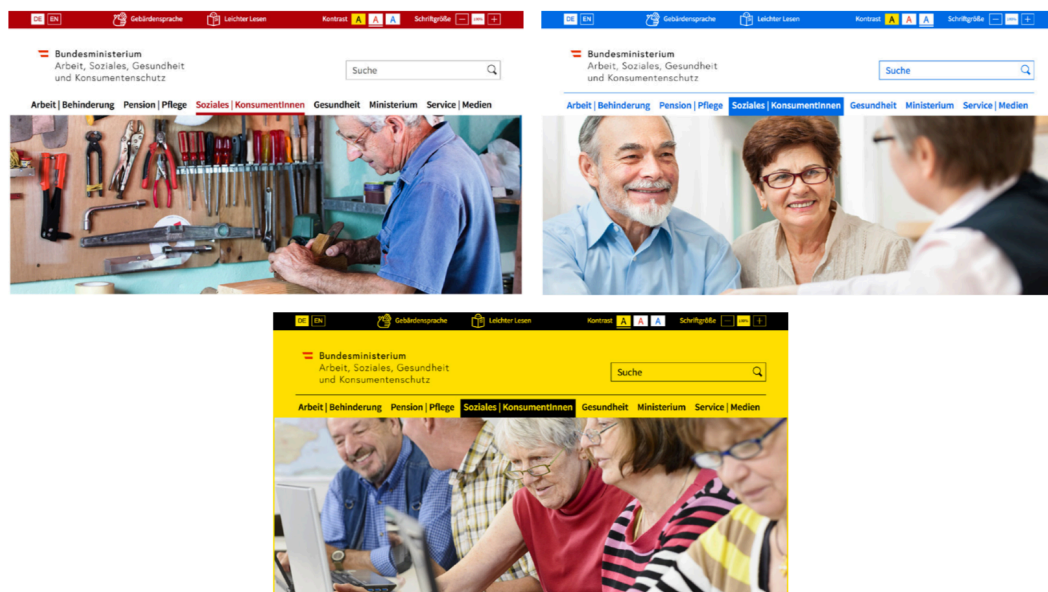 DE EN Gebärdensprache Leichter Lesen Kontrast A A A Schriftgröße — 100% +
Bundesministerium
Arbeit, Soziales, Gesundheit
und Konsumentenschutz
Suche
Arbeit | Behinderung Pension | Pflege Soziales | KonsumentInnen Gesundheit Ministerium Service | Medien
DE EN Gebärdensprache Leichter Lesen Kontrast A A A Schriftgröße — 100% +
Bundesministerium
Arbeit, Soziales, Gesundheit
und Konsumentenschutz
Suche
Arbeit | Behinderung Pension | Pflege Soziales | KonsumentInnen Gesundheit Ministerium Service | Medien
DE EN Gebärdensprache Leichter Lesen Kontrast A A A Schriftgröße — 100% +
Bundesministerium
Arbeit, Soziales, Gesundheit
und Konsumentenschutz
Suche
Arbeit | Behinderung Pension | Pflege Soziales | KonsumentInnen Gesundheit Ministerium Service | Medien